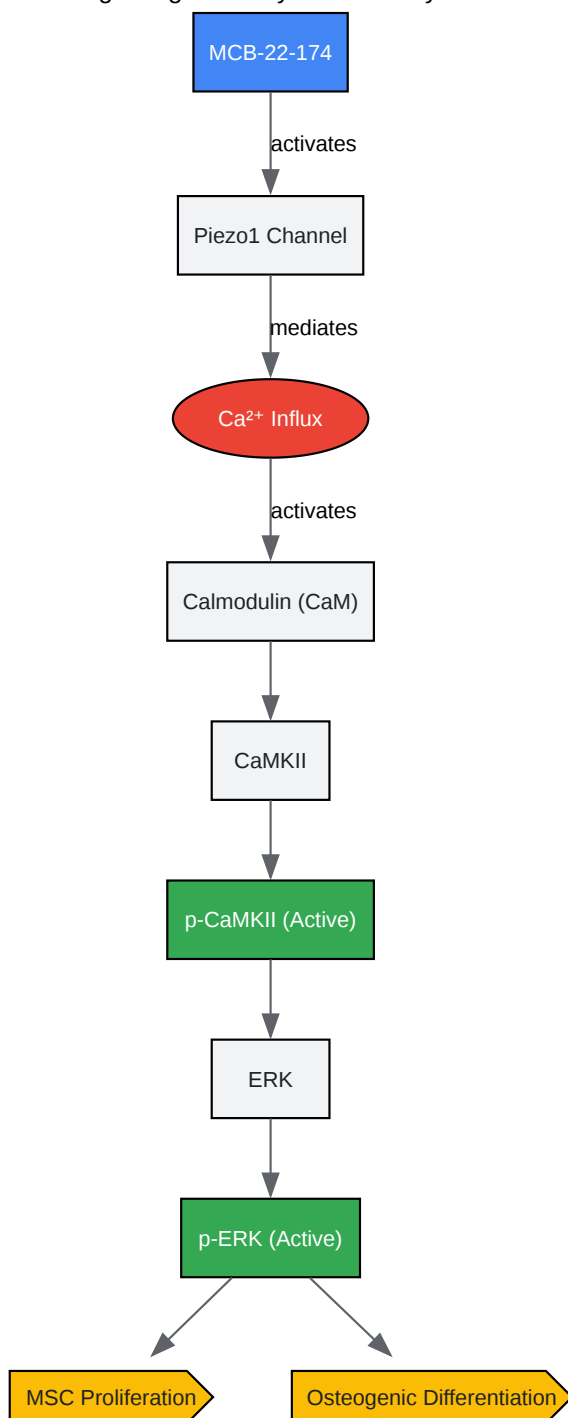 MCB-22-174
activates
Piezo1 Channel
mediates
Ca²⁺ Influx
activates
Calmodulin (CaM)
CaMKII
p-CaMKII (Active)
ERK
p-ERK (Active)
MSC Proliferation
Osteogenic Differentiation